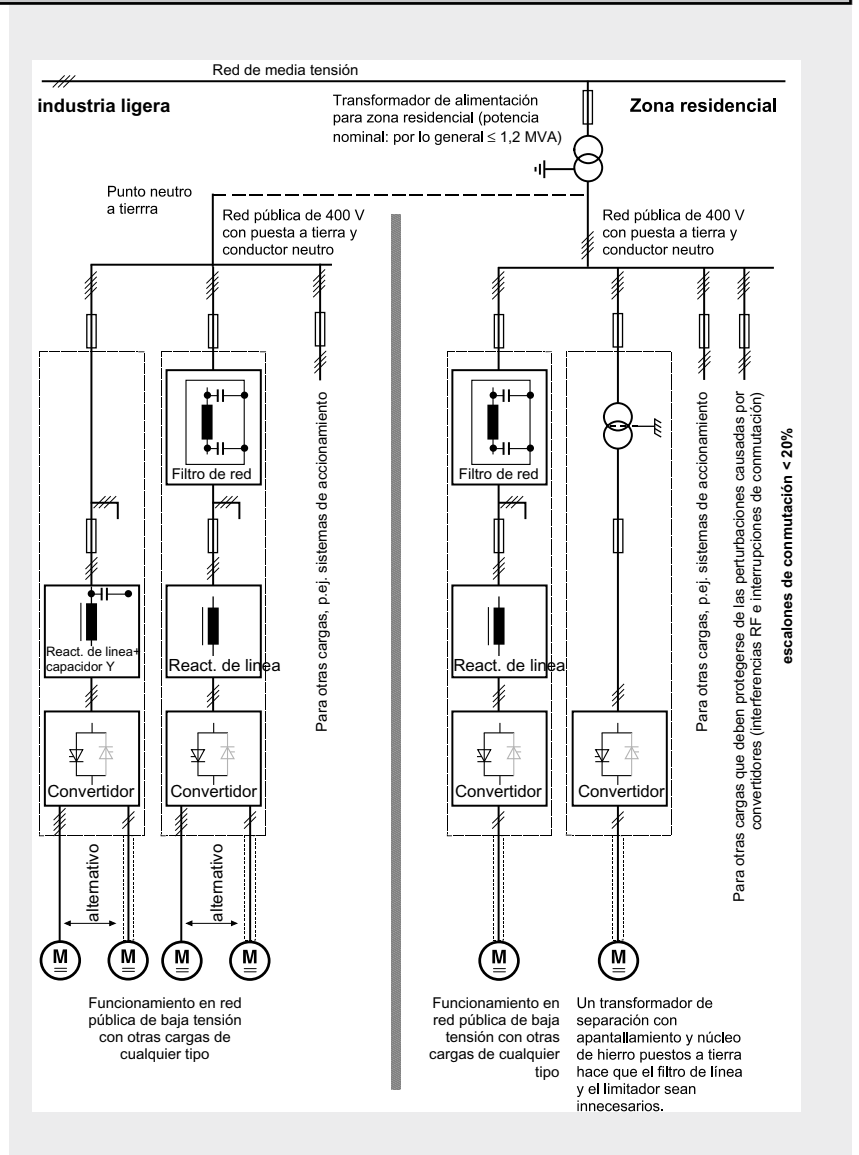 Red de media tensión
industria ligera
Transformador de alimentación
para zona residencial (potencia
nominal: por lo general ≤ 1,2 MVA)
Zona residencial
Punto neutro
a tierrra
Red pública de 400 V
con puesta a tierra y
conductor neutro
Red pública de 400 V
con puesta a tierra y
conductor neutro
Filtro de red
React. de linea+
capacidor Y
React. de linea
Convertidor
Convertidor
alternativo
alternativo
M
M
M
M
Para otras cargas, p.ej. sistemas de accionamiento
Funcionamiento en red
pública de baja tensión
con otras cargas de
cualquier tipo
Filtro de red
React. de linea
Convertidor
Convertidor
M
M
Para otras cargas, p.ej. sistemas de accionamiento
Para otras cargas que deben protegerse de las perturbaciones causadas por
convertidores (interferencias RF e interrupciones de conmutación)
escalones de conmutación < 20%
Funcionamiento en
red pública de baja
tensión con otras
cargas de cualquier
tipo
Un transformador de
separación con
apantallamiento y núcleo
de hierro puestos a tierra
hace que el filtro de línea
y el limitador sean
innecesarios.